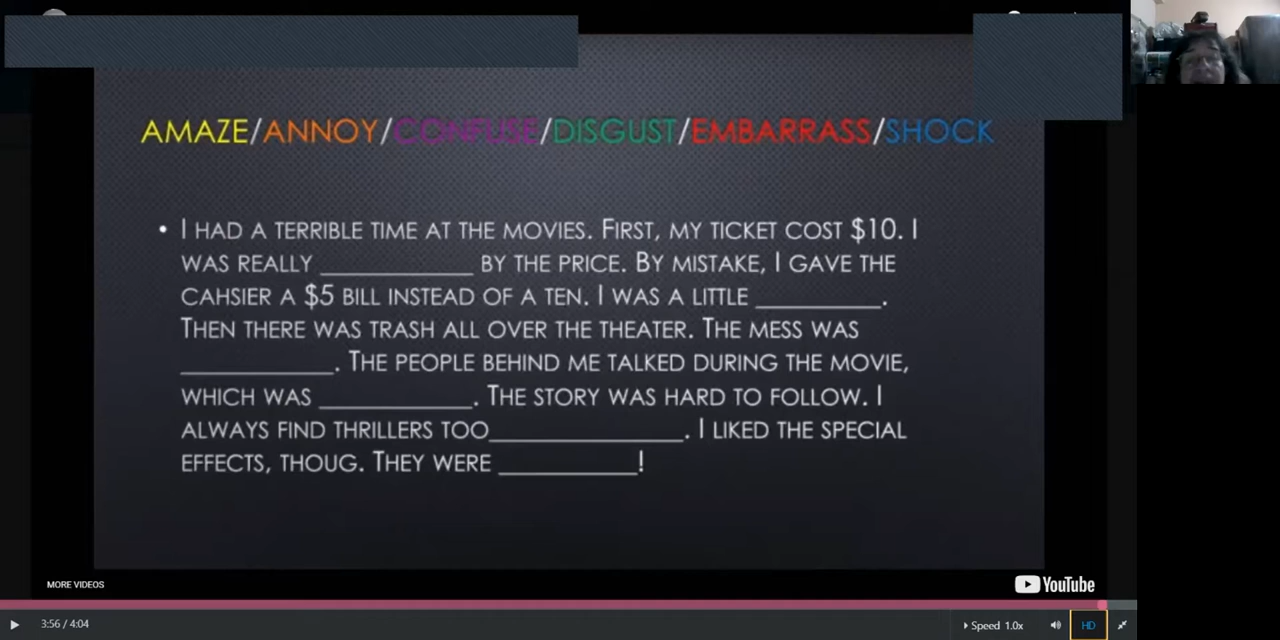 AMAZE/ANNOY/CONFUSE/DISGUST/EMBARRASS/SHOCK
• I HAD A TERRIBLE TIME AT THE MOVIES. FIRST, MY TICKET COST $10. I
WAS REALLY ____________ BY THE PRICE. BY MISTAKE, I GAVE THE
CAHSIER A $5 BILL INSTEAD OF A TEN. I WAS A LITTLE __________.
THEN THERE WAS TRASH ALL OVER THE THEATER. THE MESS WAS
____________. THE PEOPLE BEHIND ME TALKED DURING THE MOVIE,
WHICH WAS ____________. THE STORY WAS HARD TO FOLLOW. I
ALWAYS FIND THRILLERS TOO_______________. I LIKED THE SPECIAL
EFFECTS, THOUG. THEY WERE ___________!
MORE VIDEOS
YouTube
3:56 / 4:04
Speed 1.0x
HD